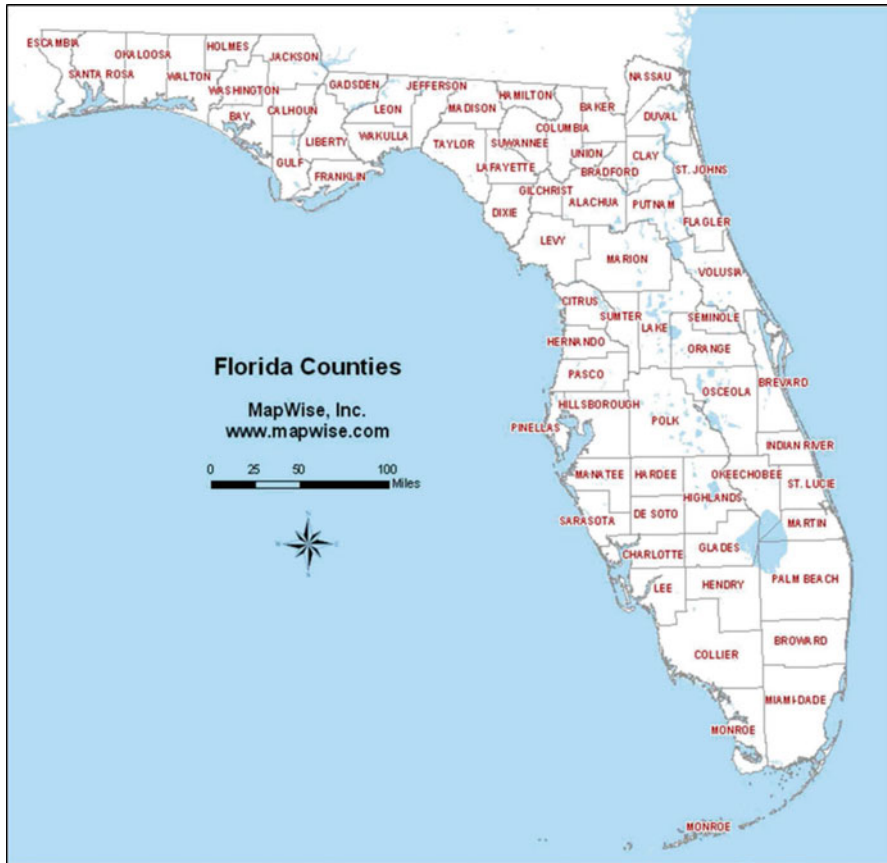 ESCAMBIA
SANTA ROSA
OKALOOSA
WALTON
HOLMES
WASHINGTON
BAY
JACKSON
CALHOUN
GULF
LIBERTY
GADSDEN
FRANKLIN
LEON
WAKULLA
JEFFERSON
MADISON
TAYLOR
HAMILTON
SUWANNEE
LAFAYETTE
DIXIE
COLUMBIA
GILCHRIST
BAKER
UNION
BRADFORD
ALACHUA
LEVY
NASSAU
DUVAL
CLAY
ST. JOHNS
PUTNAM
FLAGLER
MARION
VOLUSIA
CITRUS
SUMTER
LAKE
SEMINOLE
HERNANDO
ORANGE
PASCO
OSCEOLA
BREVARD
HILLSBOROUGH
PINELLAS
POLK
INDIAN RIVER
MANATEE
HARDEE
OKEECHOBEE
ST. LUCIE
HIGHLANDS
SARASOTA
DE SOTO
MARTIN
CHARLOTTE
GLADES
LEE
HENDRY
PALM BEACH
COLLIER
BROWARD
MIAMI-DADE
MONROE
MONROE
Florida Counties
MapWise, Inc.
www.mapwise.com
0 25 50 100
Miles